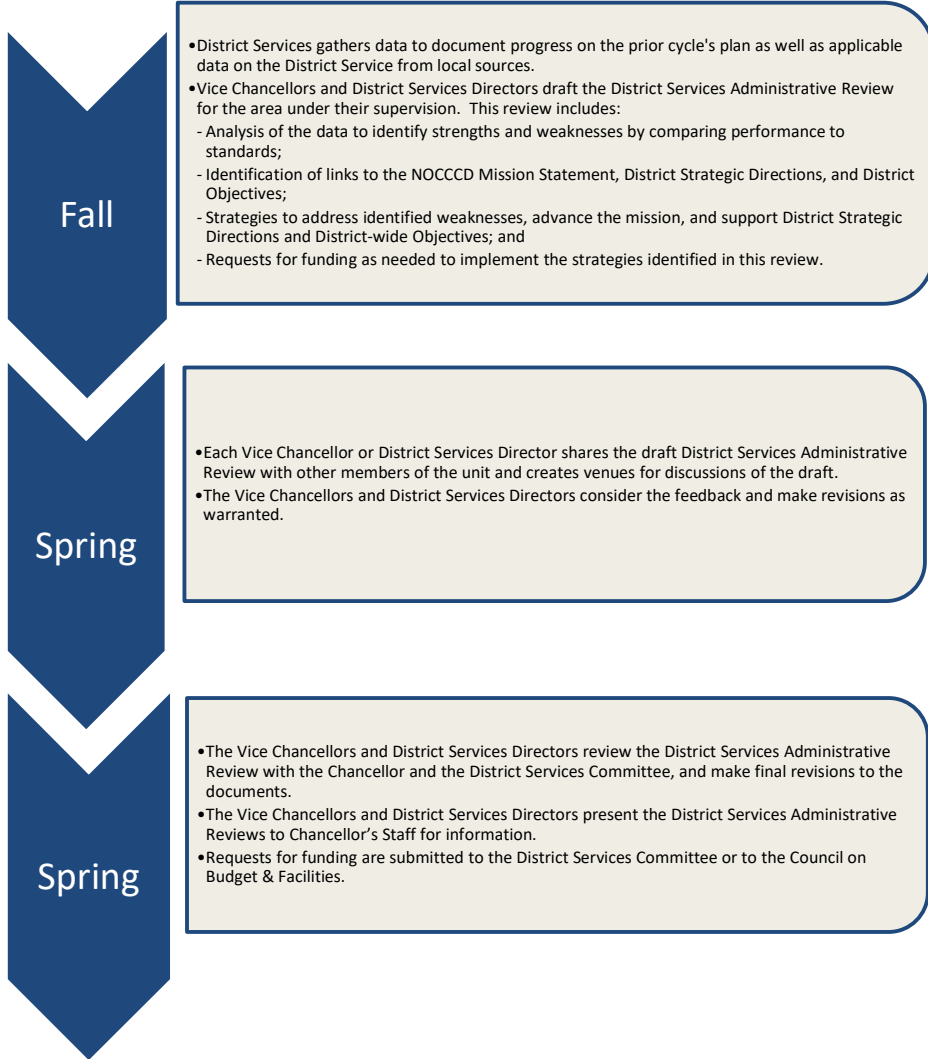 Fall
•District Services gathers data to document progress on the prior cycle's plan as well as applicable
data on the District Service from local sources.
•Vice Chancellors and District Services Directors draft the District Services Administrative Review
for the area under their supervision.  This review includes:
- Analysis of the data to identify strengths and weaknesses by comparing performance to
standards;
- Identification of links to the NOCCCD Mission Statement, District Strategic Directions, and District
Objectives;
- Strategies to address identified weaknesses, advance the mission, and support District Strategic
Directions and District-wide Objectives; and
- Requests for funding as needed to implement the strategies identified in this review.
Spring
•Each Vice Chancellor or District Services Director shares the draft District Services Administrative
Review with other members of the unit and creates venues for discussions of the draft.
•The Vice Chancellors and District Services Directors consider the feedback and make revisions as
warranted.
Spring
•The Vice Chancellors and District Services Directors review the District Services Administrative
Review with the Chancellor and the District Services Committee, and make final revisions to the
documents.
•The Vice Chancellors and District Services Directors present the District Services Administrative
Reviews to Chancellor’s Staff for information.
•Requests for funding are submitted to the District Services Committee or to the Council on
Budget & Facilities.